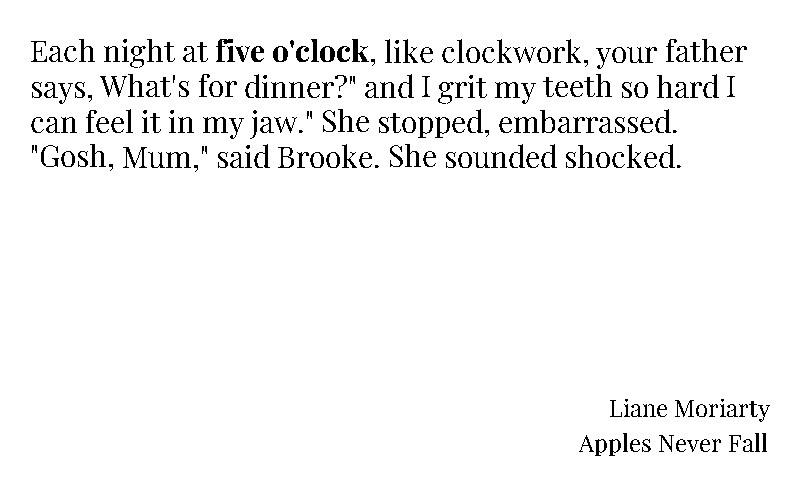 Each night at five o'clock, like clockwork, your father
says, What's for dinner?" and I grit my teeth so hard I
can feel it in my jaw." She stopped, embarrassed.
"Gosh, Mum," said Brooke. She sounded shocked.
Liane Moriarty
Apples Never Fall